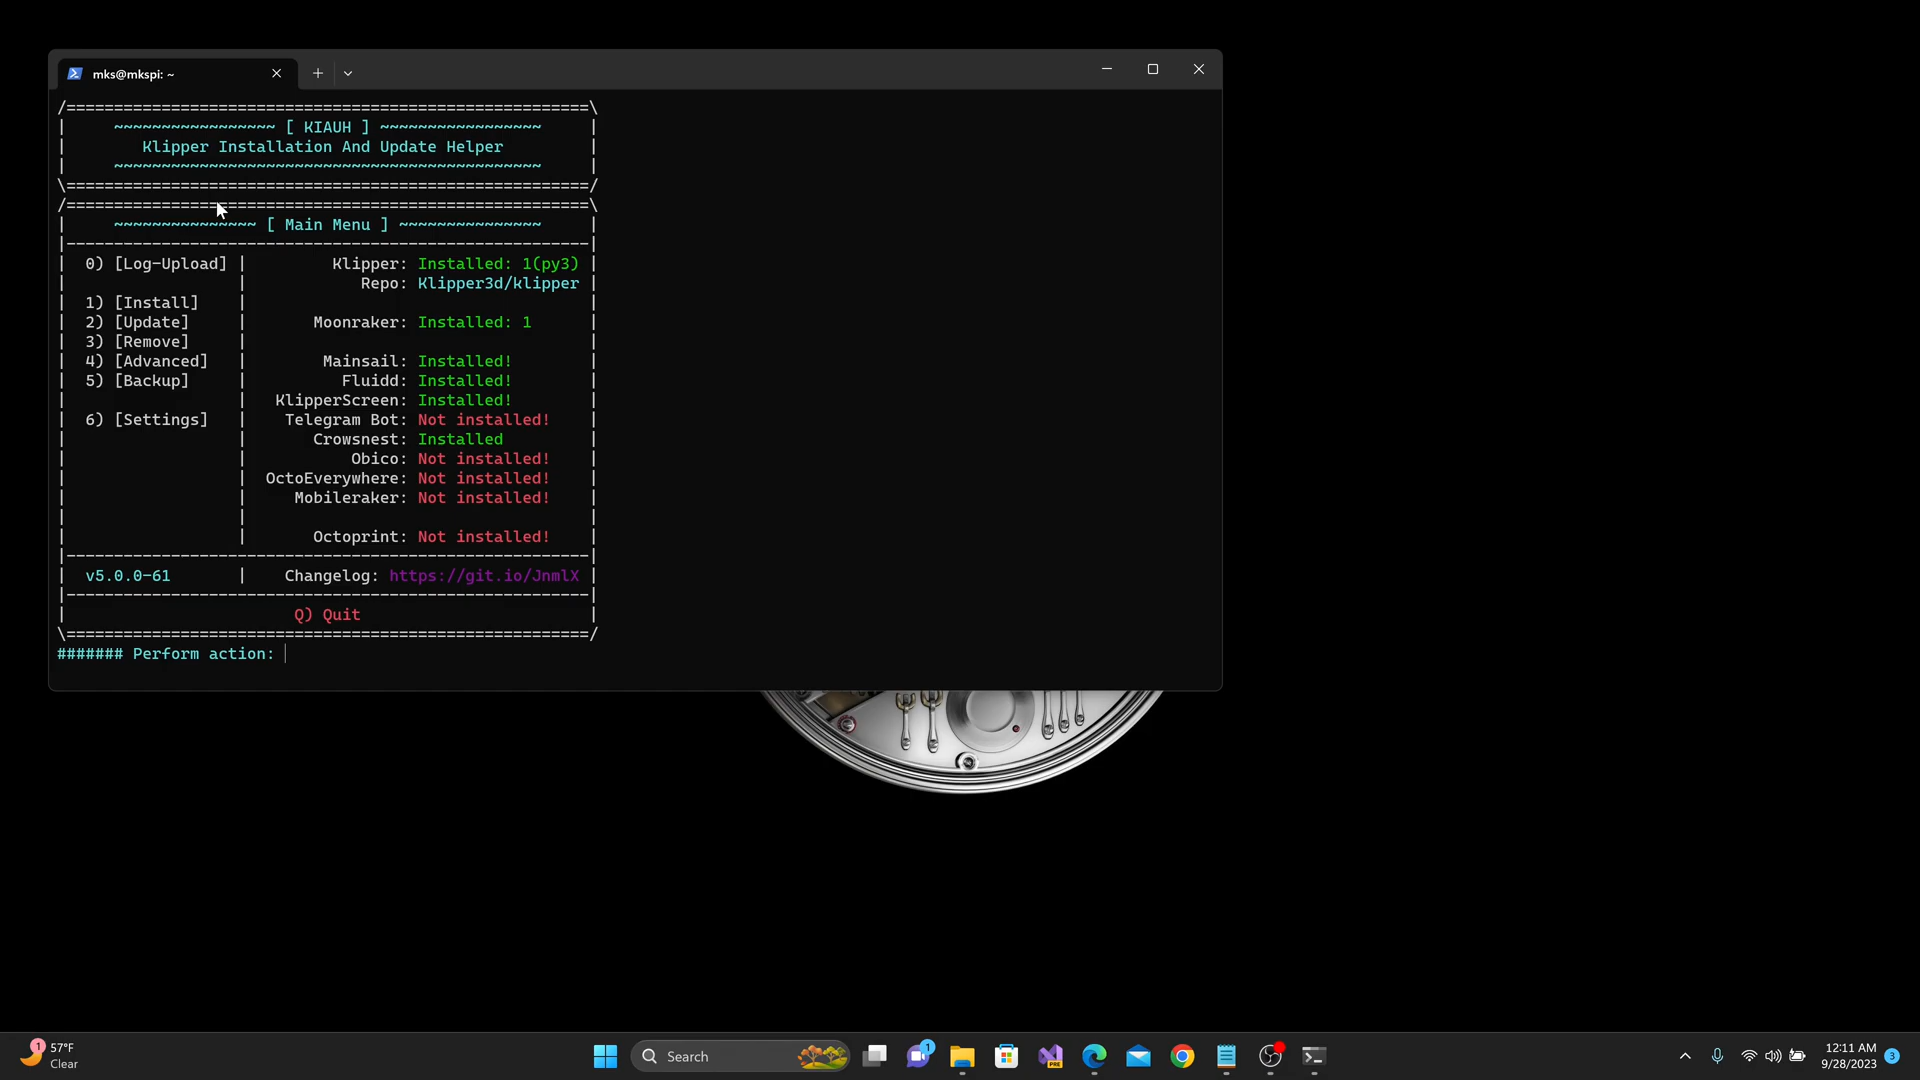 mks@mkspi: ~
/=======================================================\
|     ~~~~~~~~~~~~~~~~~ [ KIAUH ] ~~~~~~~~~~~~~~~~~     |
|        Klipper Installation And Update Helper         |
|     ~~~~~~~~~~~~~~~~~~~~~~~~~~~~~~~~~~~~~~~~~~~~~     |
\=======================================================/
/=======================================================\
|     ~~~~~~~~~~~~~~~ [ Main Menu ] ~~~~~~~~~~~~~~~     |
|-------------------------------------------------------|
|  0) [Log-Upload] |         Klipper: Installed: 1(py3) |
|                  |            Repo: Klipper3d/klipper |
|  1) [Install]    |                                    |
|  2) [Update]     |       Moonraker: Installed: 1      |
|  3) [Remove]     |                                    |
|  4) [Advanced]   |        Mainsail: Installed!        |
|  5) [Backup]     |          Fluidd: Installed!        |
|                  |   KlipperScreen: Installed!        |
|  6) [Settings]   |    Telegram Bot: Not installed!    |
|                  |       Crowsnest: Installed         |
|                  |           Obico: Not installed!    |
|                  |  OctoEverywhere: Not installed!    |
|                  |     Mobileraker: Not installed!    |
|                  |                                    |
|                  |       Octoprint: Not installed!    |
|-------------------------------------------------------|
|  v5.0.0-61       |    Changelog: https://git.io/JnmlX |
|-------------------------------------------------------|
|                        Q) Quit                        |
\=======================================================/
####### Perform action:
1
57°F
Clear
Search
1
PRE
12:11 AM
9/28/2023
3